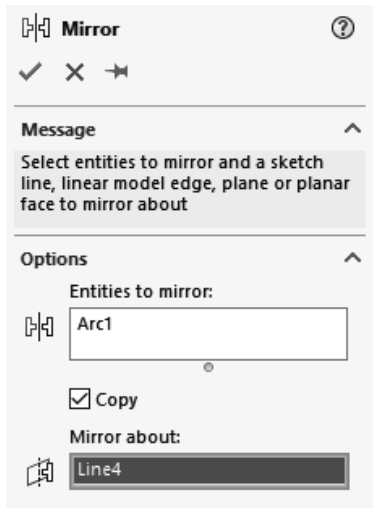 Mirror
Message
Select entities to mirror and a sketch
line, linear model edge, plane or planar
face to mirror about
Options
Entities to mirror:
Arc1
Copy
Mirror about:
Line4